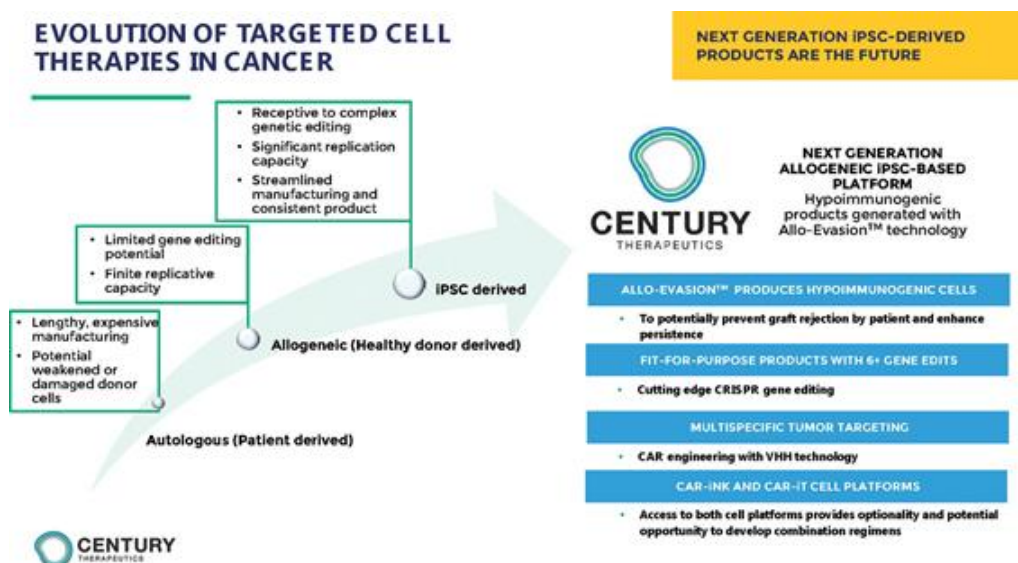 EVOLUTION OF TARGETED CELL
THERAPIES IN CANCER
• Receptive to complex
genetic editing
• Significant replication
capacity
• Streamlined
manufacturing and
consistent product
• Limited gene editing
potential
• Finite replicative
capacity
• Lengthy, expensive
manufacturing
• Potential
weakened or
damaged donor
cells
iPSC derived
Allogeneic (Healthy donor derived)
Autologous (Patient derived)
CENTURY
THERAPEUTICS
NEXT GENERATION iPSC-DERIVED
PRODUCTS ARE THE FUTURE
CENTURY
THERAPEUTICS
NEXT GENERATION
ALLOGENEIC iPSC-BASED
PLATFORM
Hypoimmunogenic
products generated with
Allo-Evasion™ technology
ALLO-EVASION™ PRODUCES HYPOIMMUNOGENIC CELLS
• To potentially prevent graft rejection by patient and enhance
persistence
FIT-FOR-PURPOSE PRODUCTS WITH 6+ GENE EDITS
• Cutting edge CRISPR gene editing
MULTISPECIFIC TUMOR TARGETING
• CAR engineering with VHH technology
CAR-iNK AND CAR-iT CELL PLATFORMS
• Access to both cell platforms provides optionality and potential
opportunity to develop combination regimens